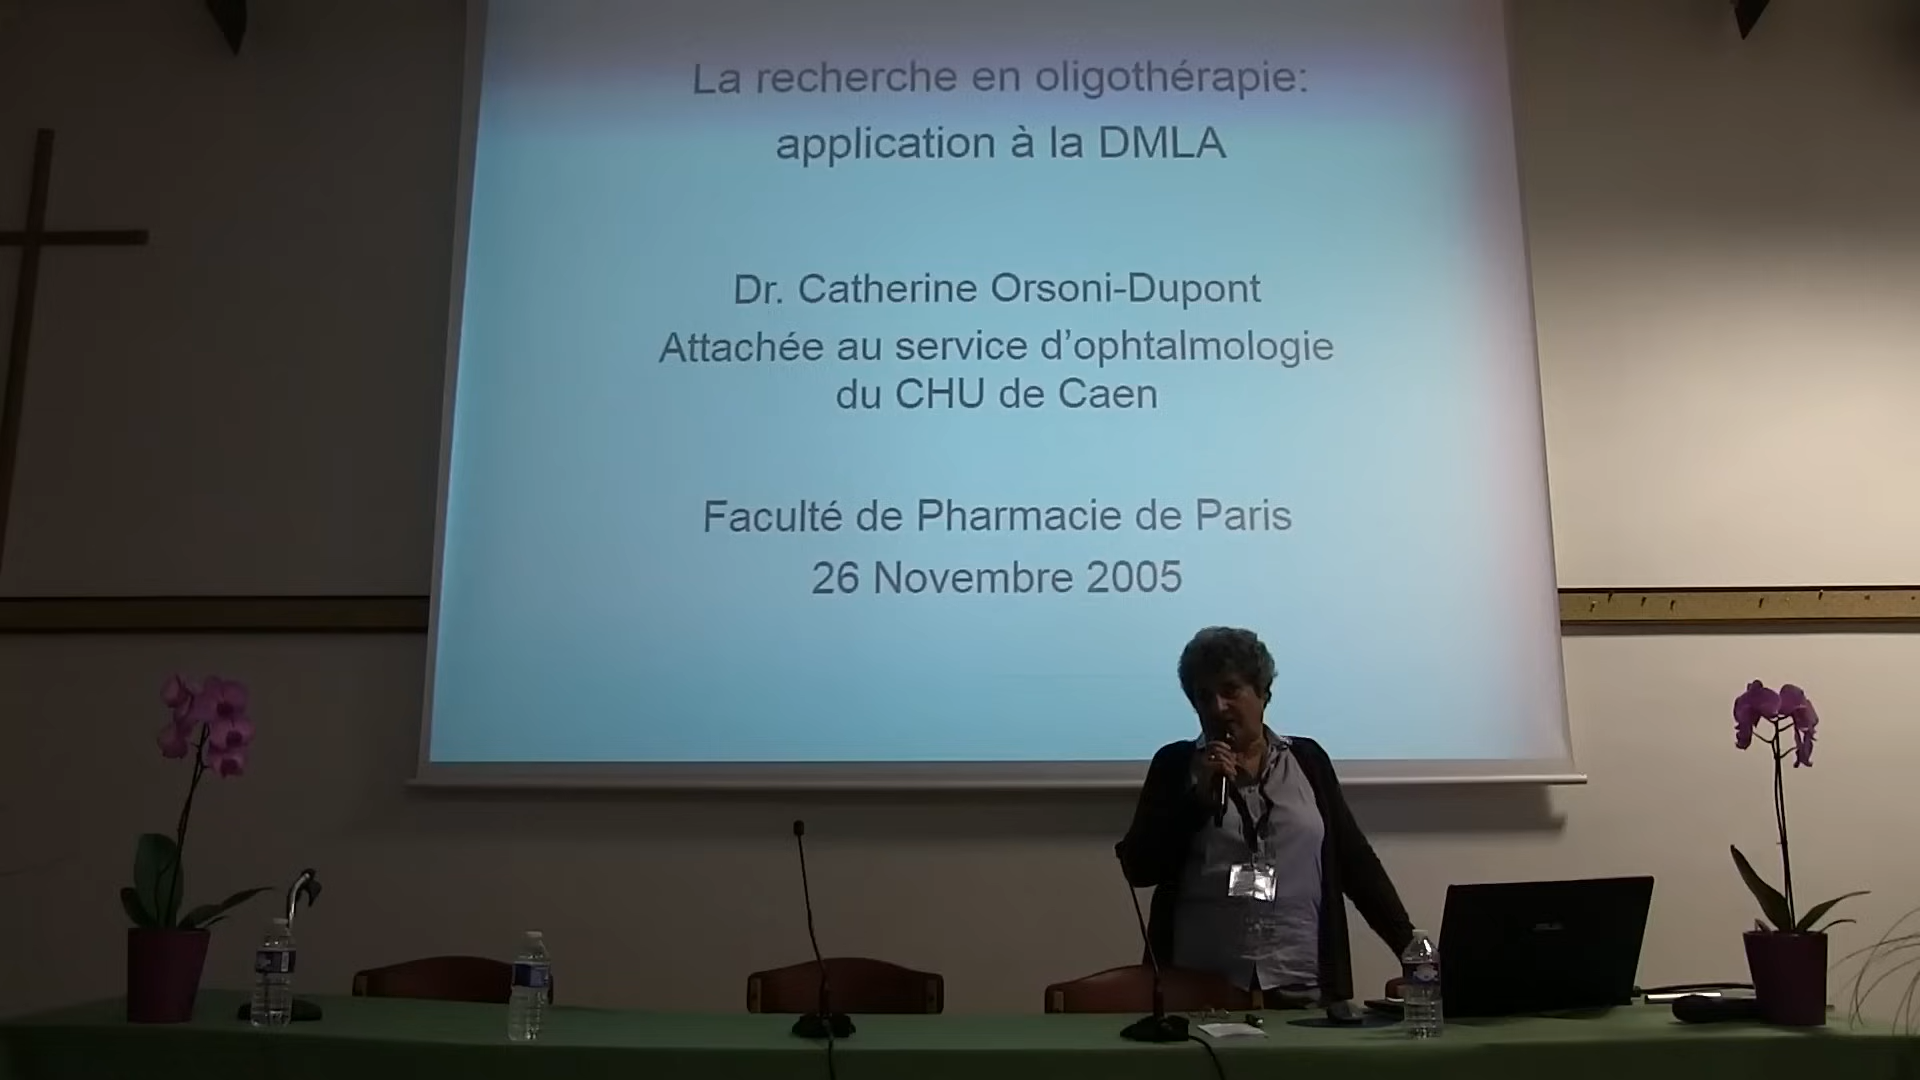 La recherche en oligothérapie:
application à la DMLA
Dr. Catherine Orsoni-Dupont
Attachée au service d’ophtalmologie
du CHU de Caen
Faculté de Pharmacie de Paris
26 Novembre 2005